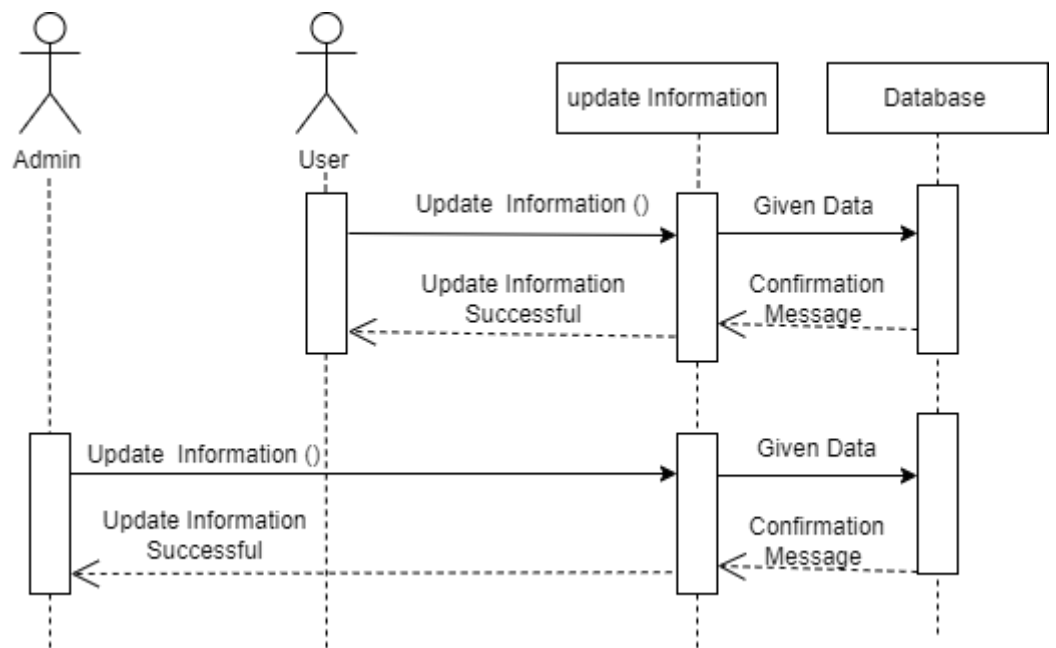 Admin
User
update Information
Database
Update  Information ()
Given Data
Update Information
Successful
Confirmation
Message
Update  Information ()
Given Data
Update Information
Successful
Confirmation
Message